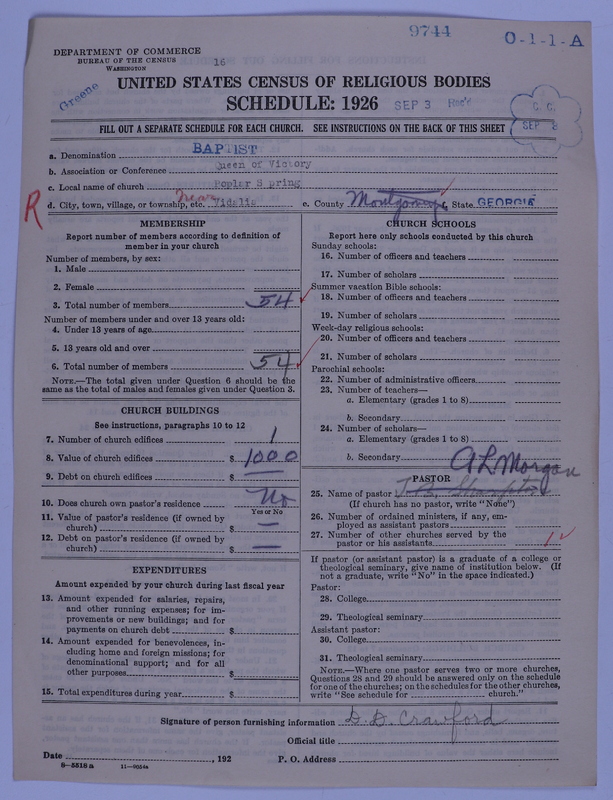 9744
O-1-1-A
DEPARTMENT OF COMMERCE
BUREAU OF THE CENSUS
WASHINGTON
16
Greene
UNITED STATES CENSUS OF RELIGIOUS BODIES
SCHEDULE: 1926
SEP 3 Rec'd
C. C.
SEP 8
FILL OUT A SEPARATE SCHEDULE FOR EACH CHURCH. SEE INSTRUCTIONS ON THE BACK OF THIS SHEET
a. Denomination BAPTIST
b. Association or Conference Queen of Victory
c. Local name of church Poplar S pring
R
d. City, town, village, or township, etc. near Vidalia e. County Montgomery f. State GEORGIA
MEMBERSHIP
Report number of members according to definition of
member in your church
Number of members, by sex:
1. Male
2. Female
3. Total number of members 54
Number of members under and over 13 years old:
4. Under 13 years of age
5. 13 years old and over
6. Total number of members 54
NOTE.—The total given under Question 6 should be the
same as the total of males and females given under Question 3.
CHURCH BUILDINGS
See instructions, paragraphs 10 to 12
7. Number of church edifices 1
8. Value of church edifices $ 1000
9. Debt on church edifices $ —
10. Does church own pastor's residence No
Yes or No
11. Value of pastor's residence (if owned by
church) $ —
12. Debt on pastor's residence (if owned by
church) $ —
EXPENDITURES
Amount expended by your church during last fiscal year
13. Amount expended for salaries, repairs,
and other running expenses; for im-
provements or new buildings; and for
payments on church debt $
14. Amount expended for benevolences, in-
cluding home and foreign missions; for
denominational support; and for all
other purposes $
15. Total expenditures during year $
CHURCH SCHOOLS
Report here only schools conducted by this church
Sunday schools:
16. Number of officers and teachers
17. Number of scholars
Summer vacation Bible schools:
18. Number of officers and teachers
19. Number of scholars
Week-day religious schools:
20. Number of officers and teachers
21. Number of scholars
Parochial schools:
22. Number of administrative officers
23. Number of teachers—
a. Elementary (grades 1 to 8)
b. Secondary
24. Number of scholars—
a. Elementary (grades 1 to 8)
b. Secondary
A L Morgan
PASTOR
25. Name of pastor
(If church has no pastor, write "None")
26. Number of ordained ministers, if any, em-
ployed as assistant pastors
27. Number of other churches served by the
pastor or his assistants 1
If pastor (or assistant pastor) is a graduate of a college or
theological seminary, give name of institution below. (If
not a graduate, write "No" in the space indicated.)
Pastor:
28. College
29. Theological seminary
Assistant pastor:
30. College
31. Theological seminary
NOTE.—Where one pastor serves two or more churches,
Questions 28 and 29 should be answered only on the schedule
for one of the churches; on the schedules for the other churches,
write "See schedule for church."
Signature of person furnishing information D. D. Crawford
Official title
Date , 192 P. O. Address
8-5518 a